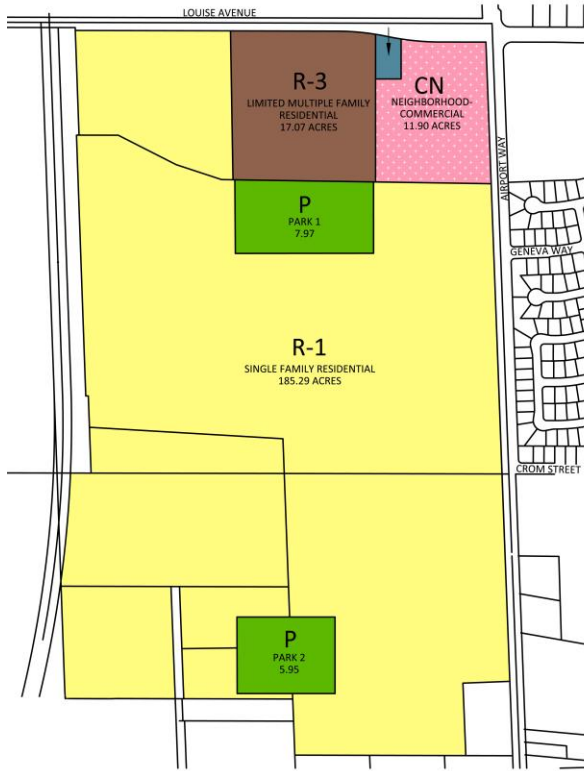 LOUISE AVENUE
R-3
LIMITED MULTIPLE FAMILY
RESIDENTIAL
17.07 ACRES
CN
NEIGHBORHOOD-
COMMERCIAL
11.90 ACRES
AIRPORT WAY
P
PARK 1
7.97
GENEVA WAY
R-1
SINGLE FAMILY RESIDENTIAL
185.29 ACRES
CROM STREET
P
PARK 2
5.95